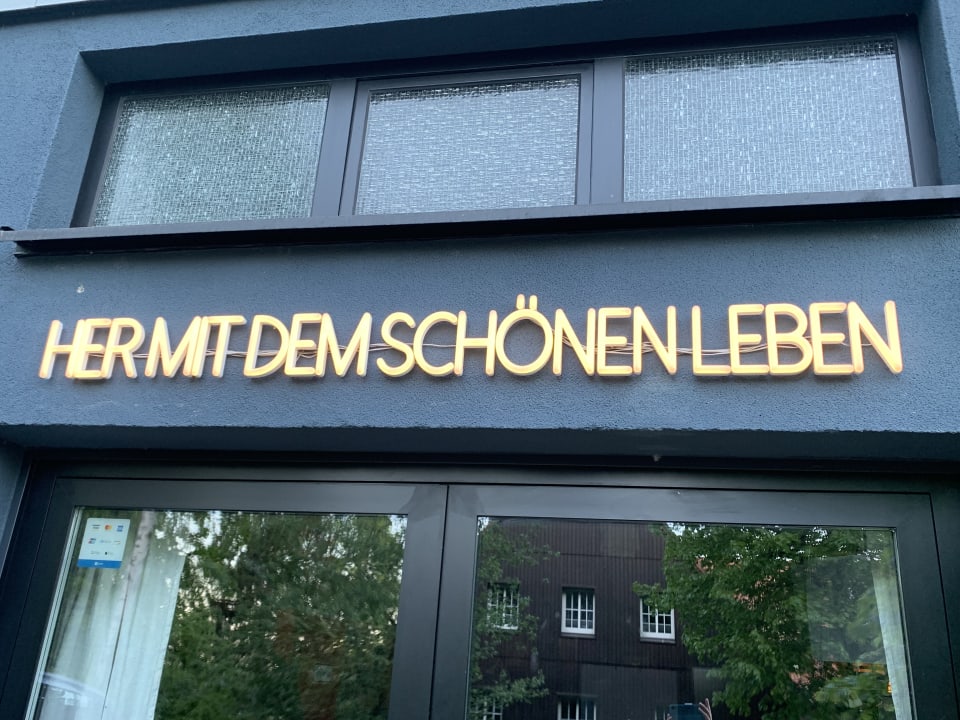 HER MIT DEM SCHÖNEN LEBEN